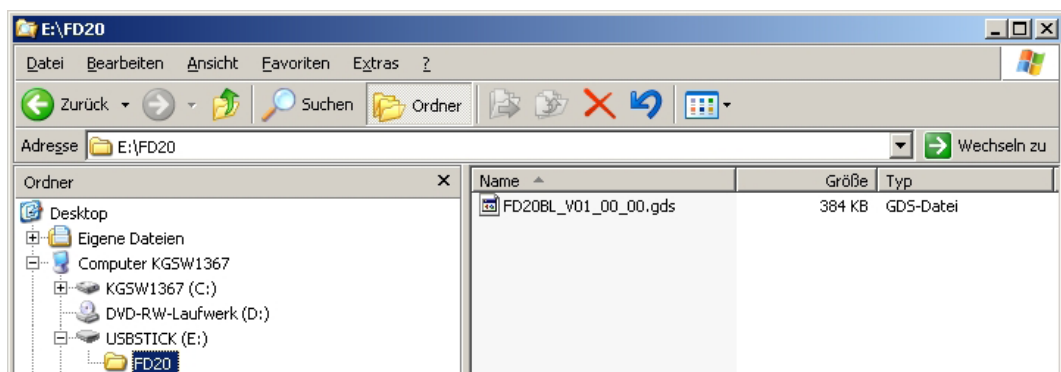 E:\FD20
Datei Bearbeiten Ansicht Favoriten Extras ?
Zurück Suchen Ordner
Adresse E:\FD20 Wechseln zu
Ordner x Name Größe Typ
FD20BL_V01_00_00.gds 384 KB GDS-Datei
Desktop
Eigene Dateien
Computer KGSW1367
KGSW1367 (C:)
DVD-RW-Laufwerk (D:)
USBSTICK (E:)
FD20